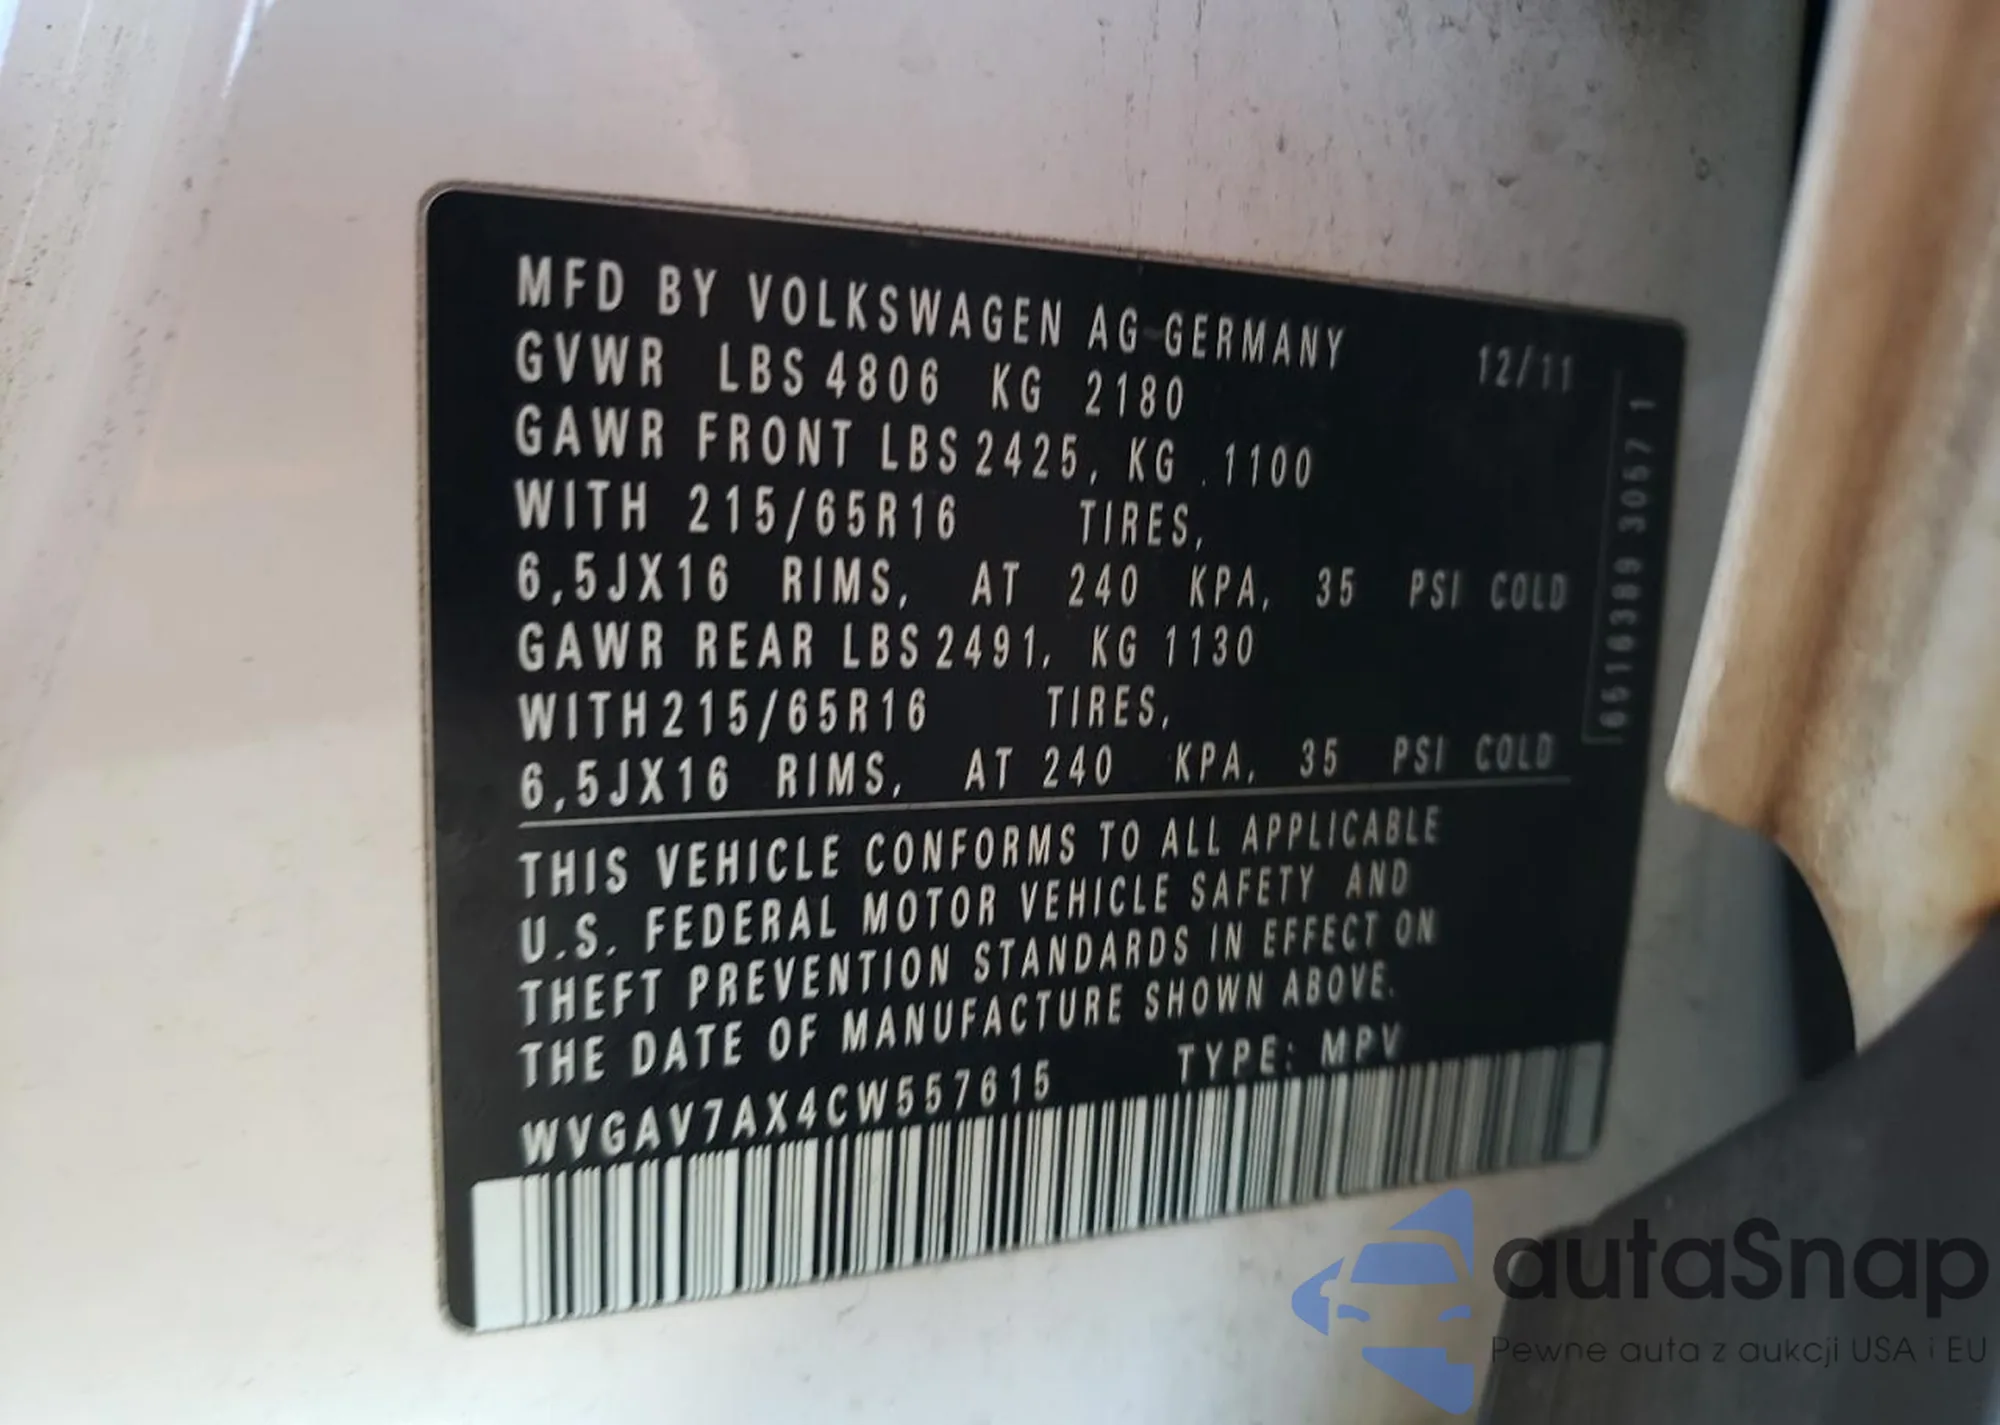 MFD BY VOLKSWAGEN AG GERMANY 12/11
GVWR LBS 4806 KG 2180
GAWR FRONT LBS 2425, KG .1100
WITH 215/65R16 TIRES,
6,5JX16 RIMS, AT 240 KPA, 35 PSI COLD
GAWR REAR LBS 2491, KG 1130
WITH 215/65R16 TIRES,
6,5JX16 RIMS, AT 240 KPA, 35 PSI COLD
THIS VEHICLE CONFORMS TO ALL APPLICABLE
U.S. FEDERAL MOTOR VEHICLE SAFETY AND
THEFT PREVENTION STANDARDS IN EFFECT ON
THE DATE OF MANUFACTURE SHOWN ABOVE.
WVGAV7AX4CW557615 TYPE: MPV
autaSnap
Pewne auta z aukcji USA i EU